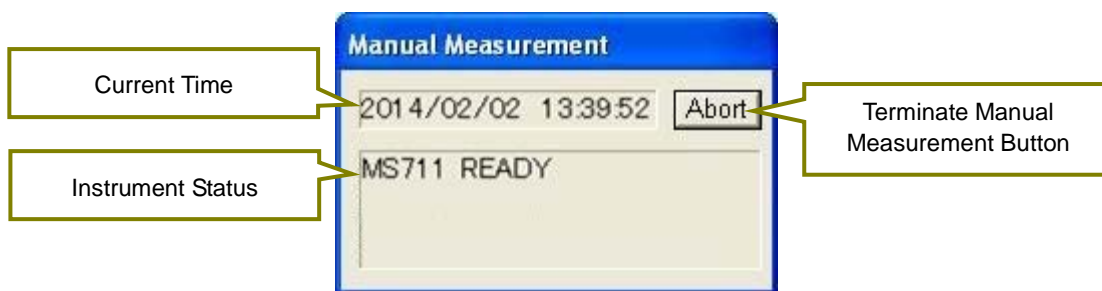 Manual Measurement
Current Time
2014/02/02 13:39:52
Abort
Terminate Manual
Measurement Button
Instrument Status
MS711 READY